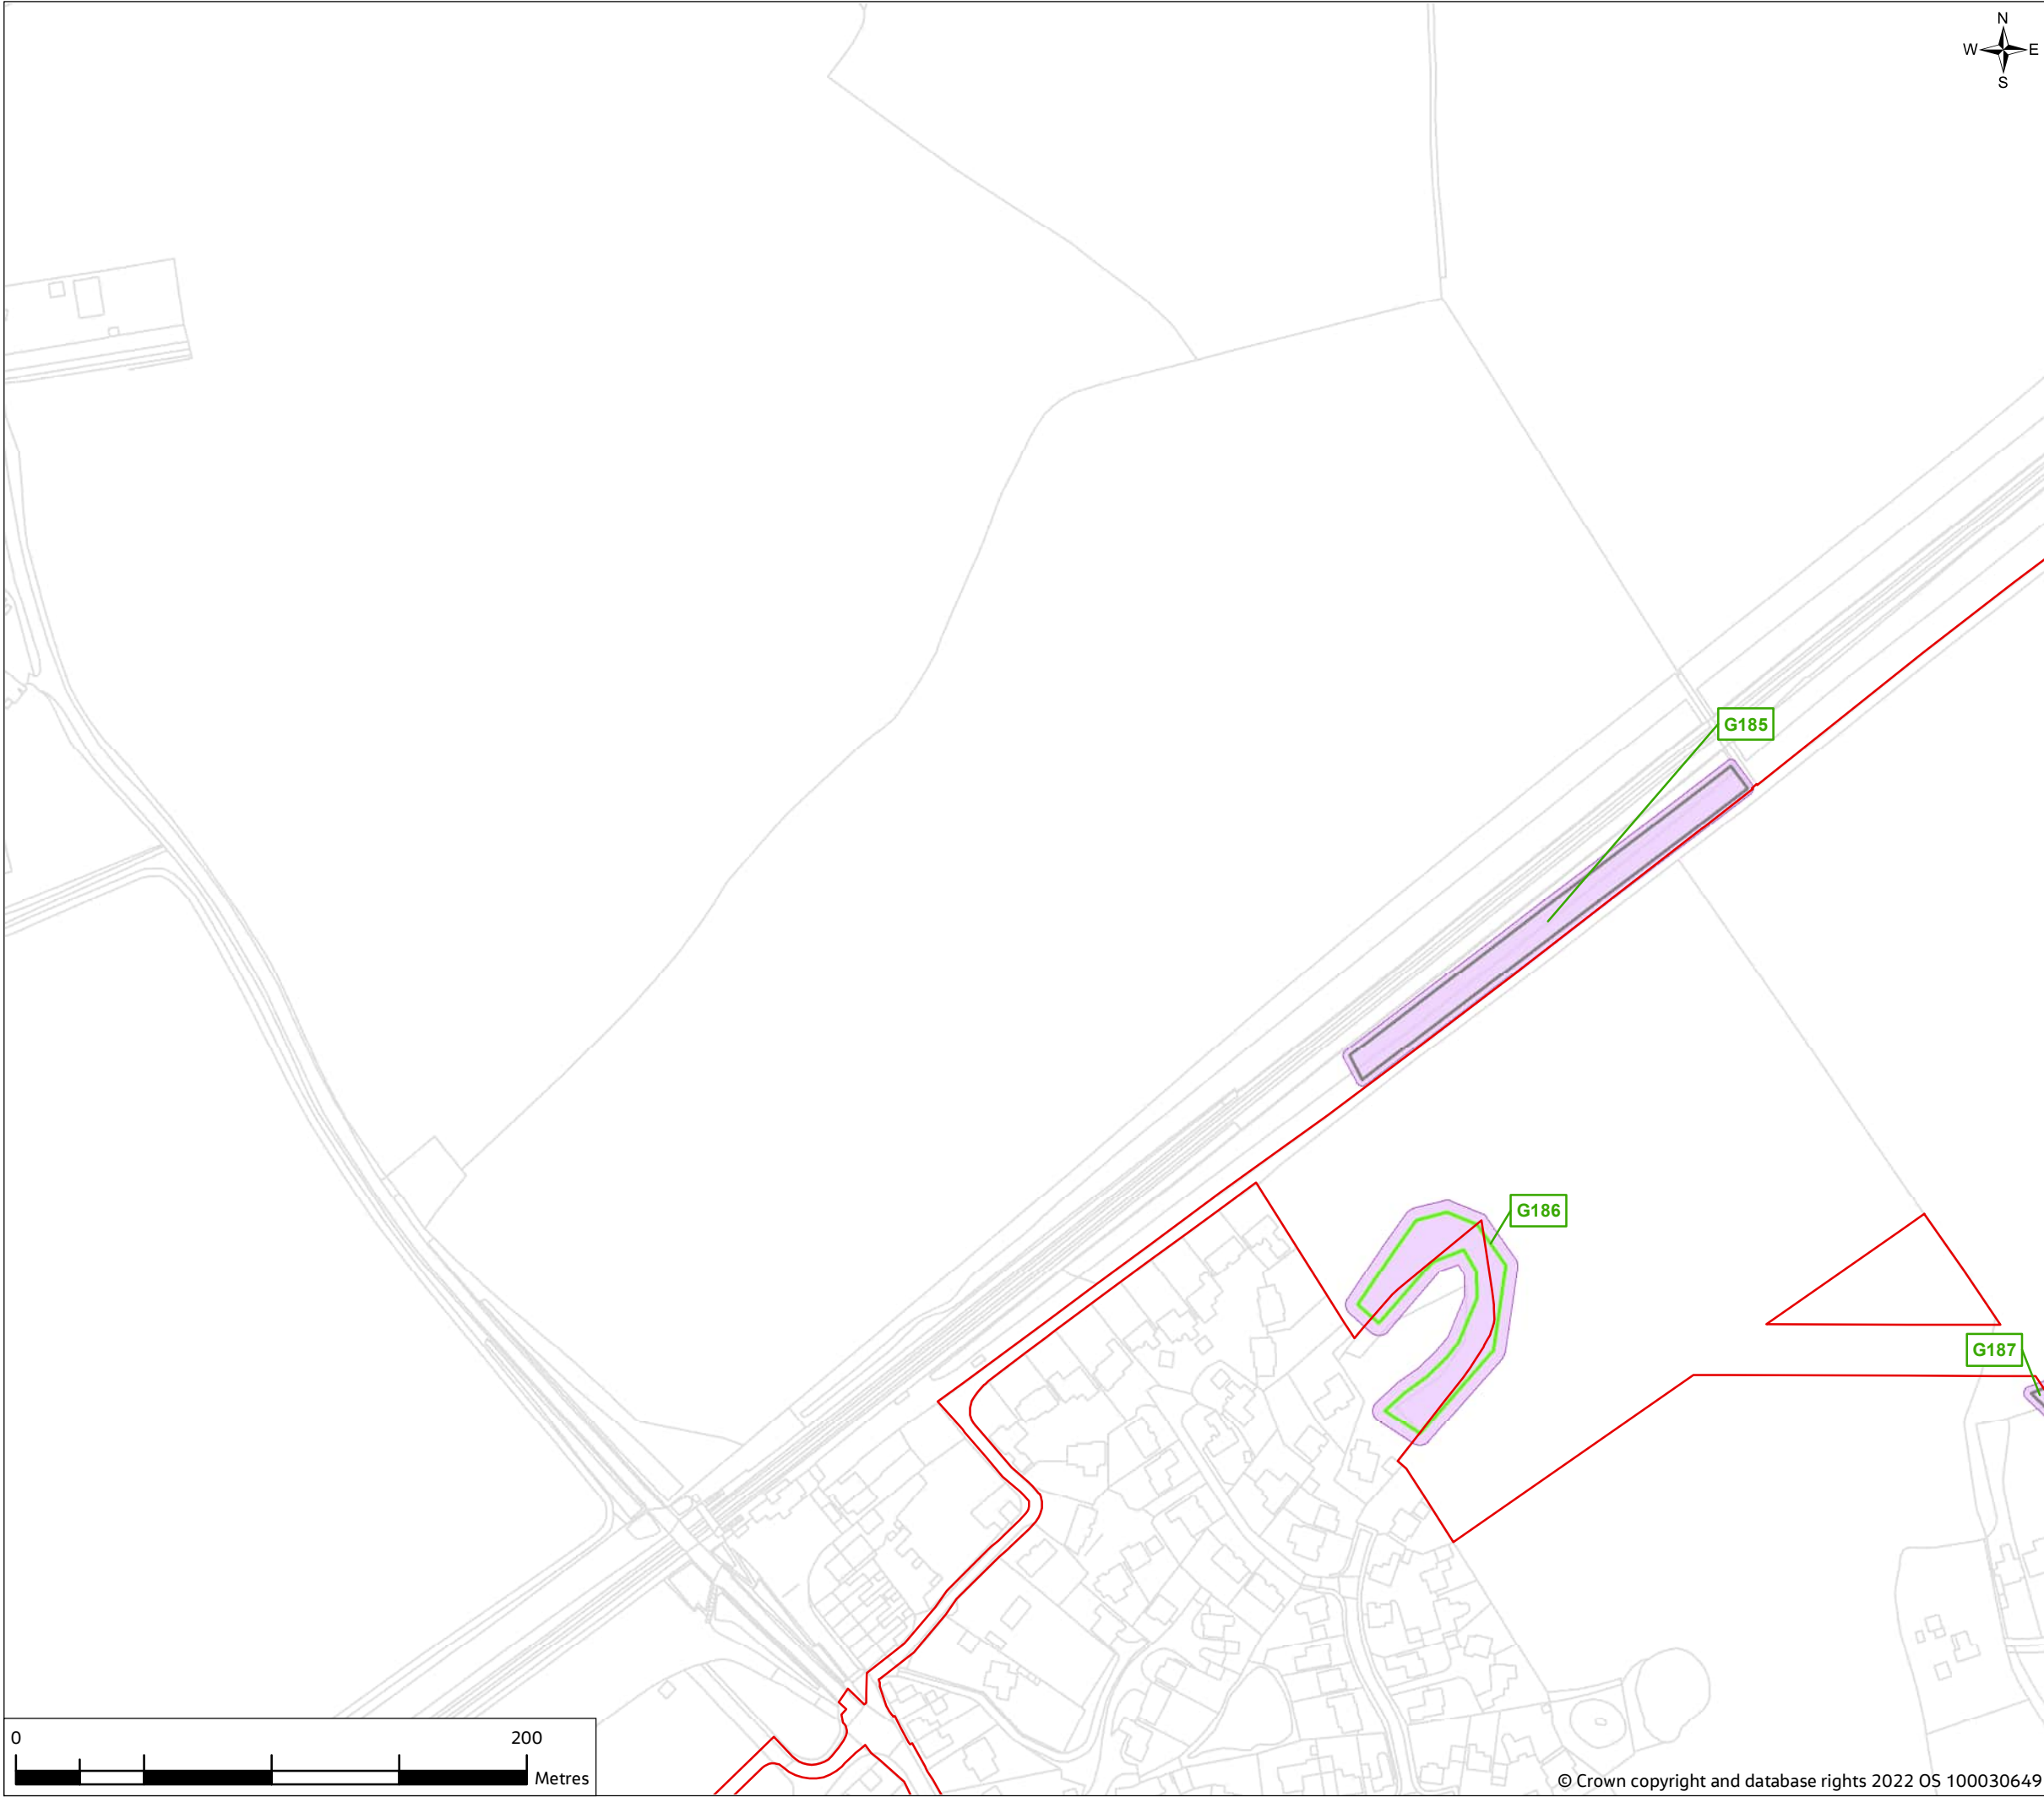 N
W E
S
G185
G186
G187
0 200
Metres
© Crown copyright and database rights 2022 OS 100030649